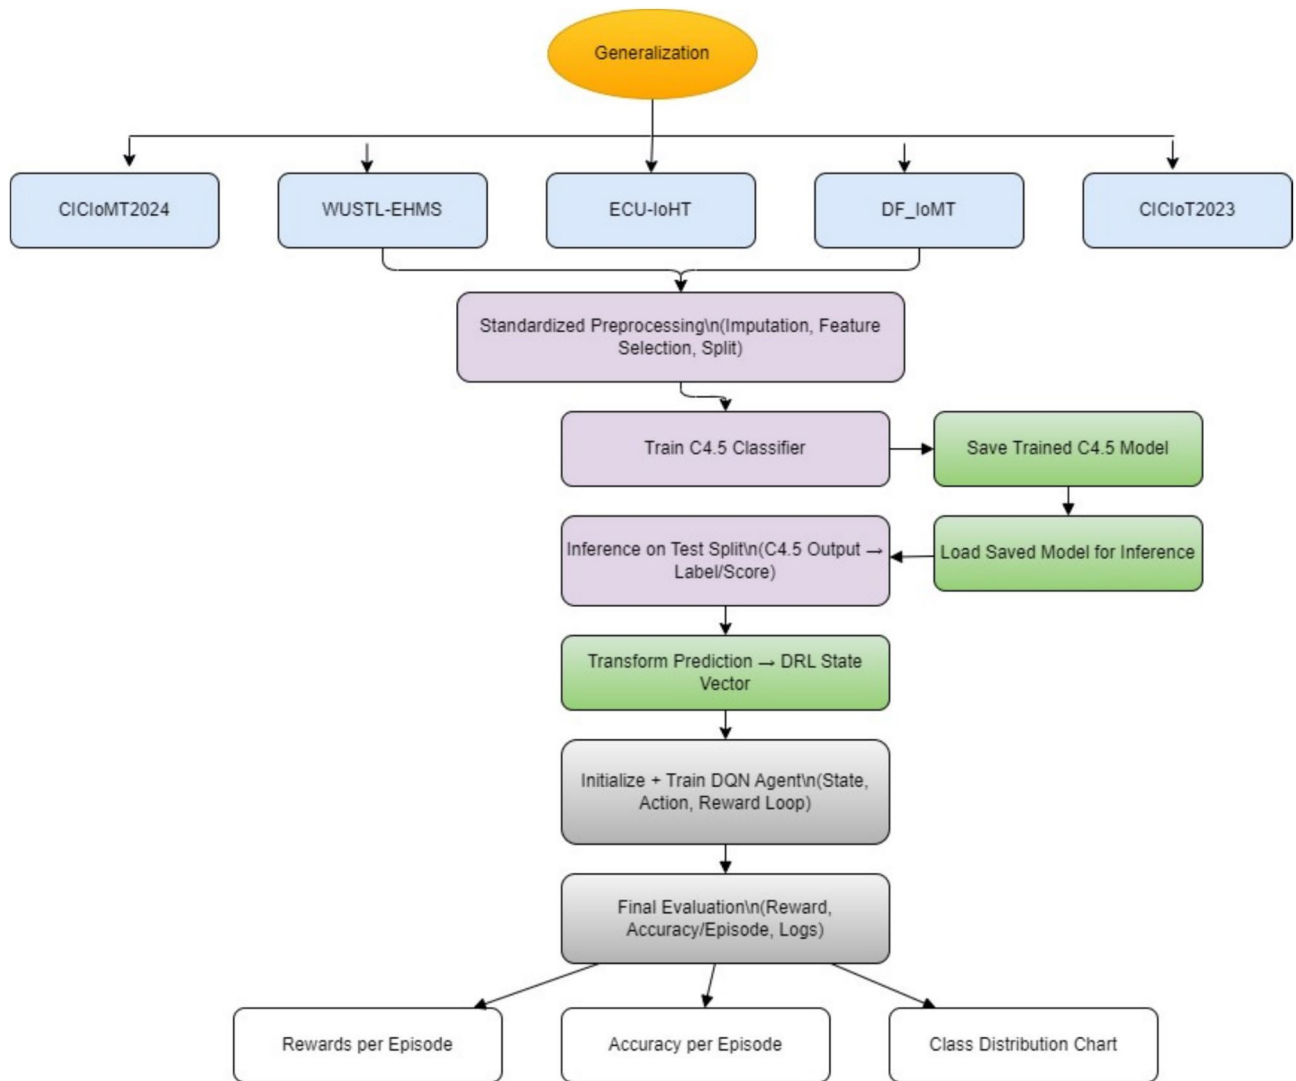 Generalization
CICIoMT2024
WUSTL-EHMS
ECU-IoHT
DF_IoMT
CICIoT2023
Standardized Preprocessing\n(Imputation, Feature
Selection, Split)
Train C4.5 Classifier
Save Trained C4.5 Model
Inference on Test Split\n(C4.5 Output →
Label/Score)
Load Saved Model for Inference
Transform Prediction → DRL State
Vector
Initialize + Train DQN Agent\n(State,
Action, Reward Loop)
Final Evaluation\n(Reward,
Accuracy/Episode, Logs)
Rewards per Episode
Accuracy per Episode
Class Distribution Chart